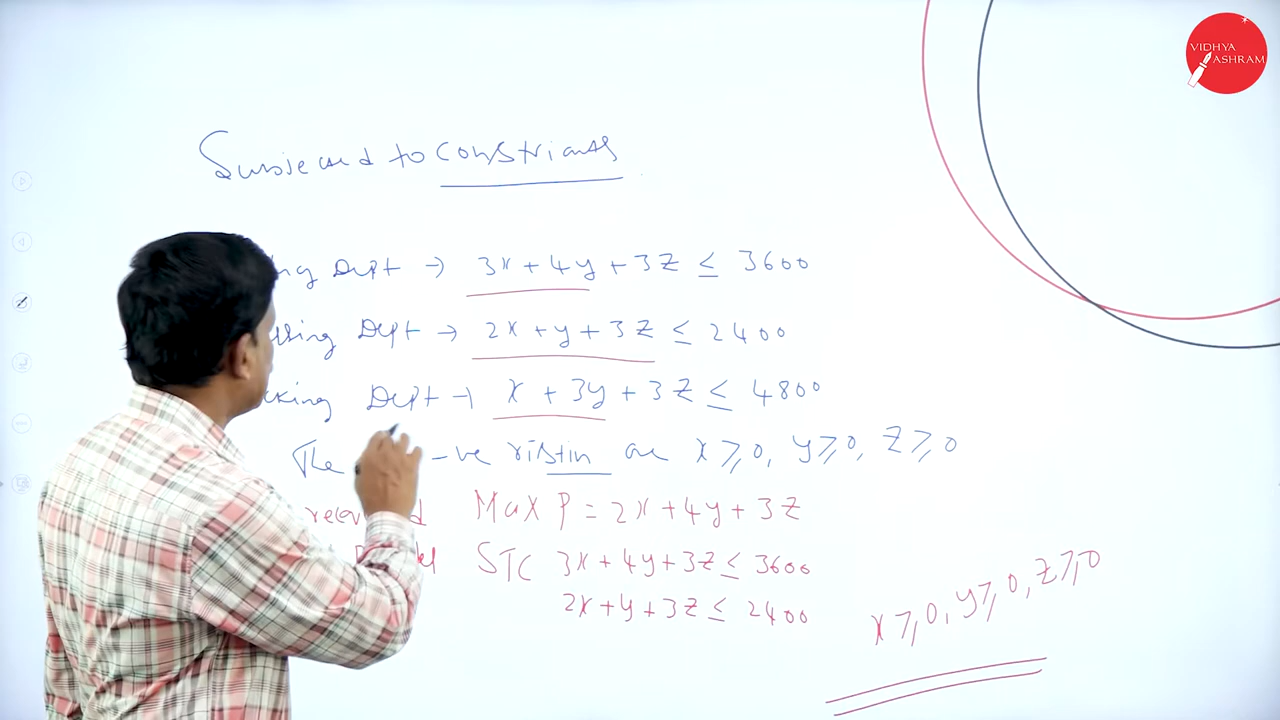 VIDHYA
ASHRAM
to constriants
Dept → 3x + 4y + 3z ≤ 3600
Dept → 2x + y + 3z ≤ 2400
Dept → x + 3y + 3z ≤ 4800
The -ve are x ≥ 0, y ≥ 0, z ≥ 0
Max P = 2x + 4y + 3z
STC 3x + 4y + 3z ≤ 3600
2x + y + 3z ≤ 2400
x ≥ 0, y ≥ 0, z ≥ 0